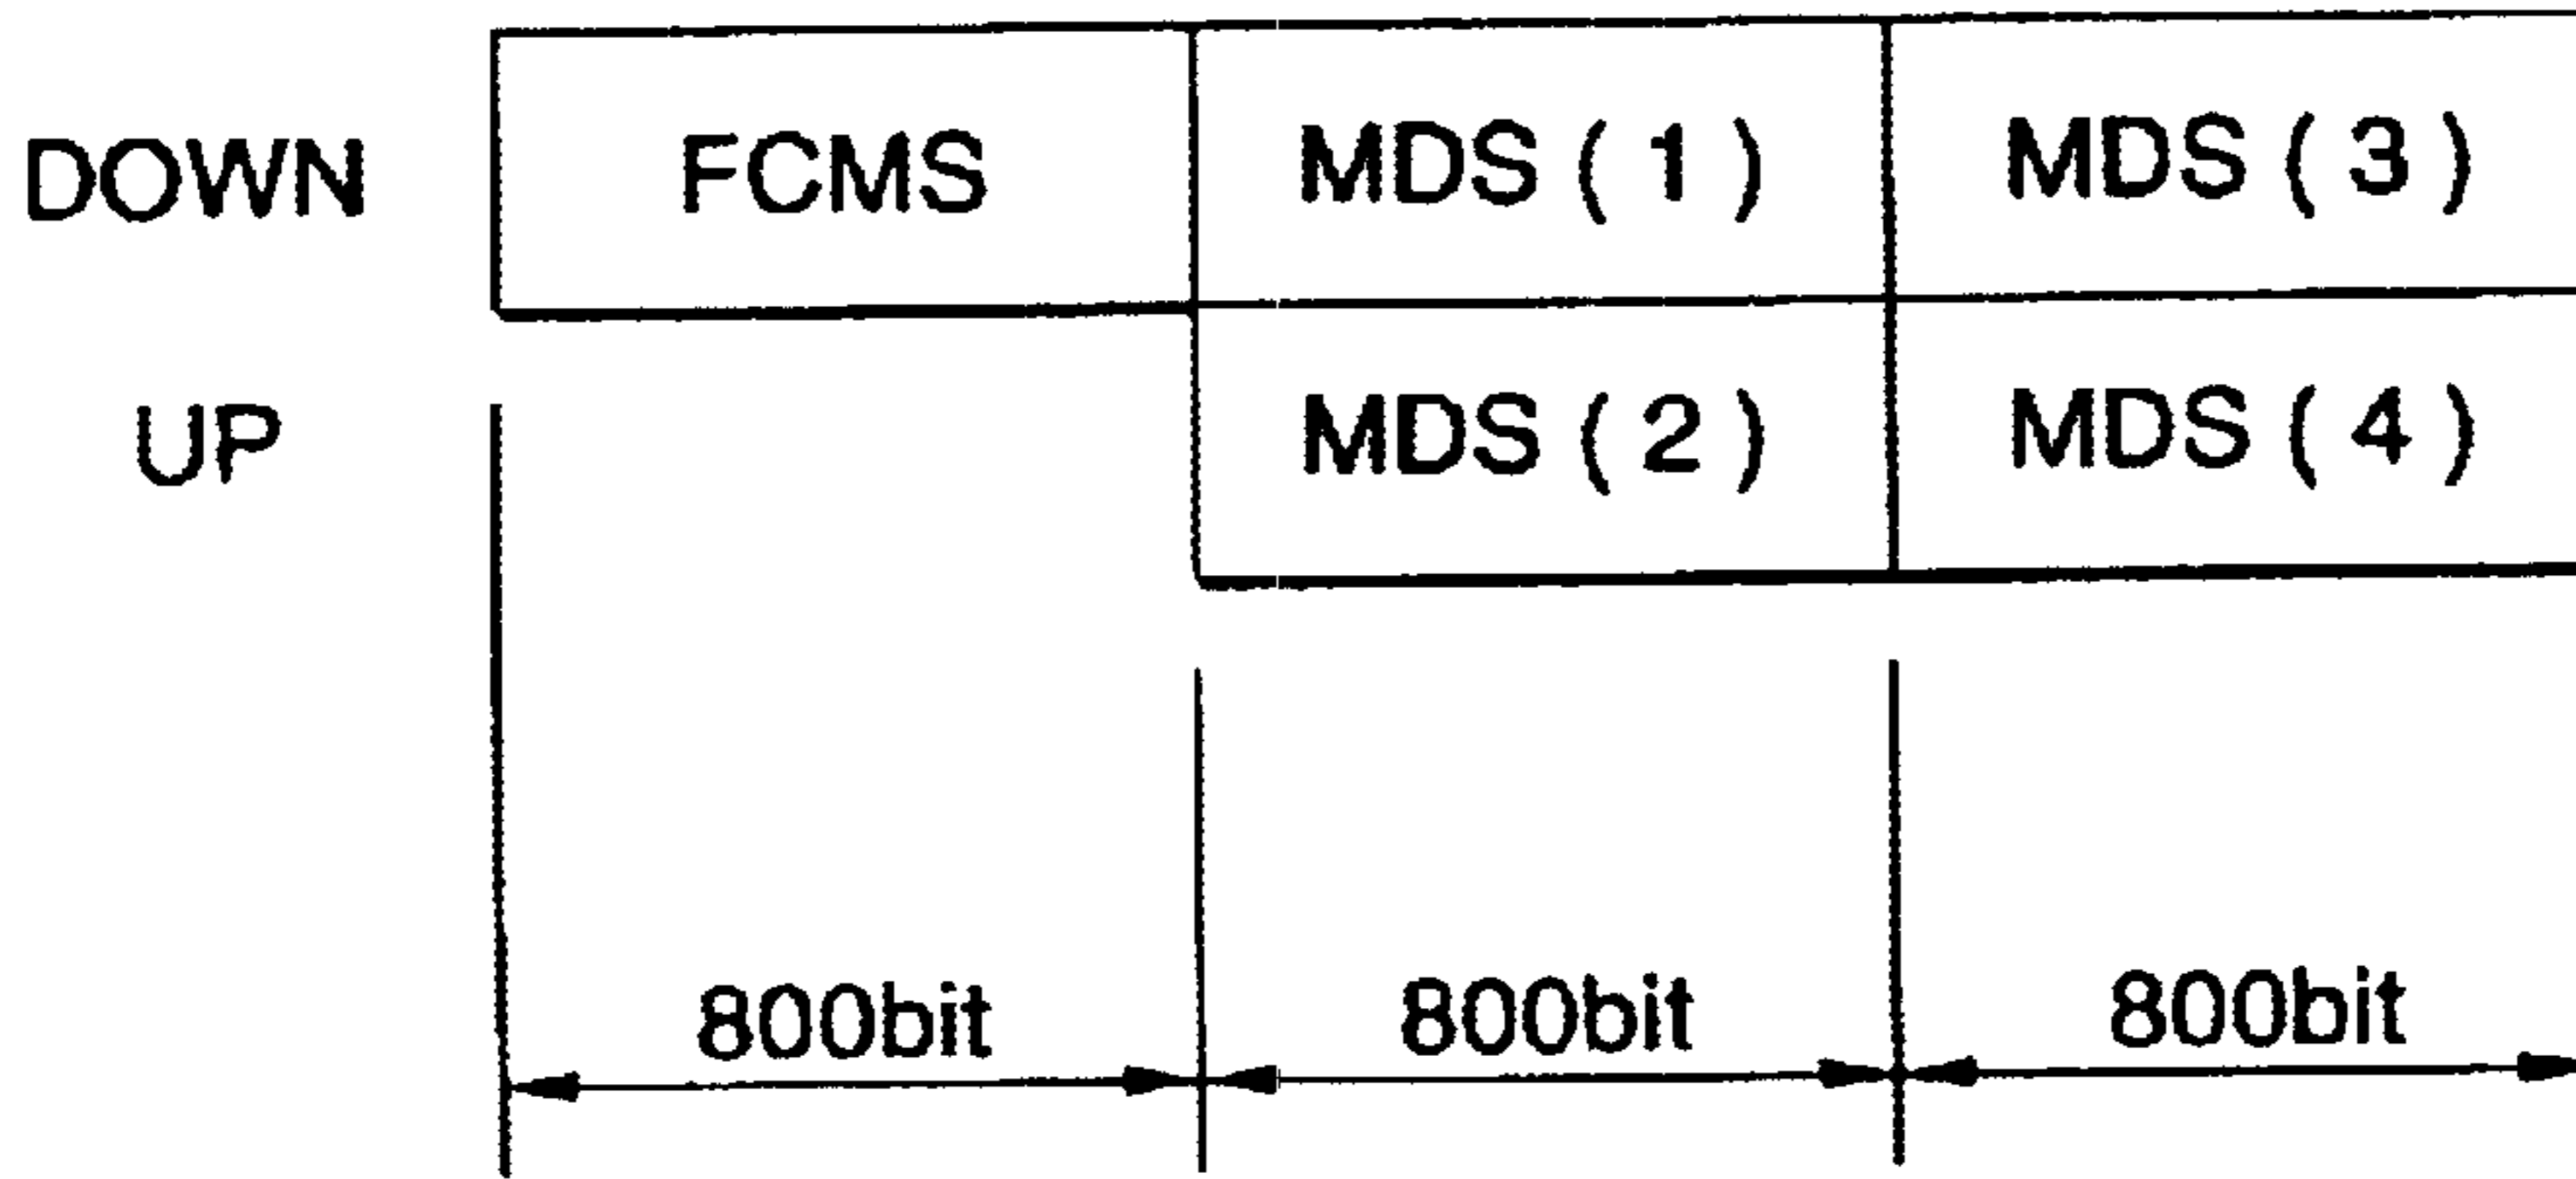 DOWN FCMS MDS ( 1 ) MDS ( 3 )
UP MDS ( 2 ) MDS ( 4 )
800bit 800bit 800bit